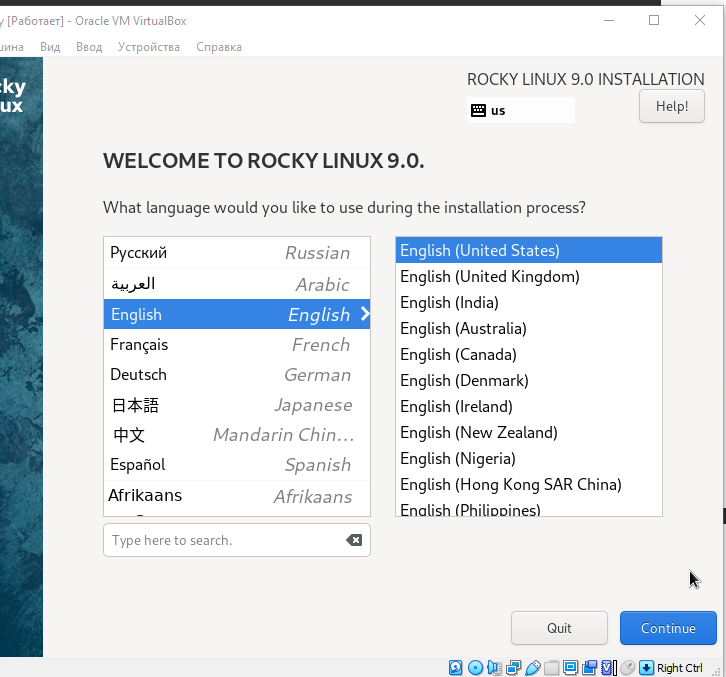 y [Работает] - Oracle VM VirtualBox
шина Вид Ввод Устройства Справка
cky
ux
ROCKY LINUX 9.0 INSTALLATION
us
Help!
WELCOME TO ROCKY LINUX 9.0.
What language would you like to use during the installation process?
Русский Russian
العربية Arabic
English English
Français French
Deutsch German
日本語 Japanese
中文 Mandarin Chin…
Español Spanish
Afrikaans Afrikaans
Type here to search.
English (United States)
English (United Kingdom)
English (India)
English (Australia)
English (Canada)
English (Denmark)
English (Ireland)
English (New Zealand)
English (Nigeria)
English (Hong Kong SAR China)
English (Philippines)
Quit
Continue
Right Ctrl